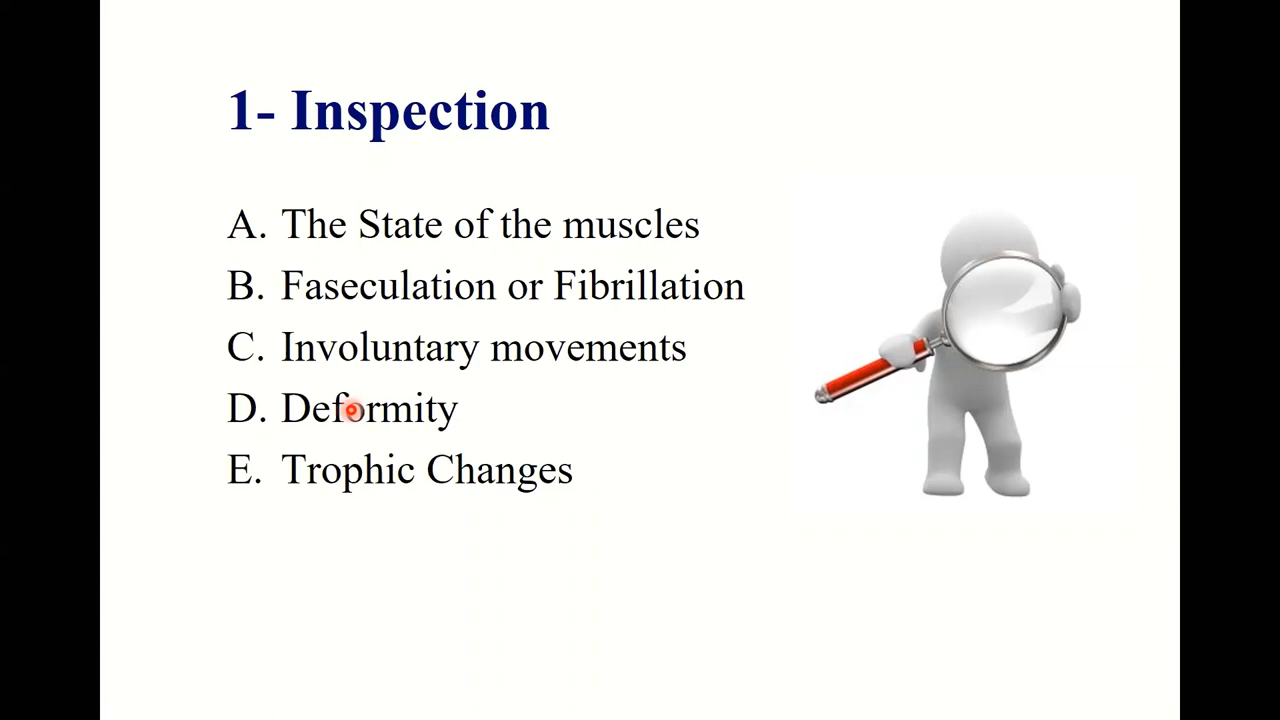 1- Inspection
A. The State of the muscles
B. Faseculation or Fibrillation
C. Involuntary movements
D. Deformity
E. Trophic Changes